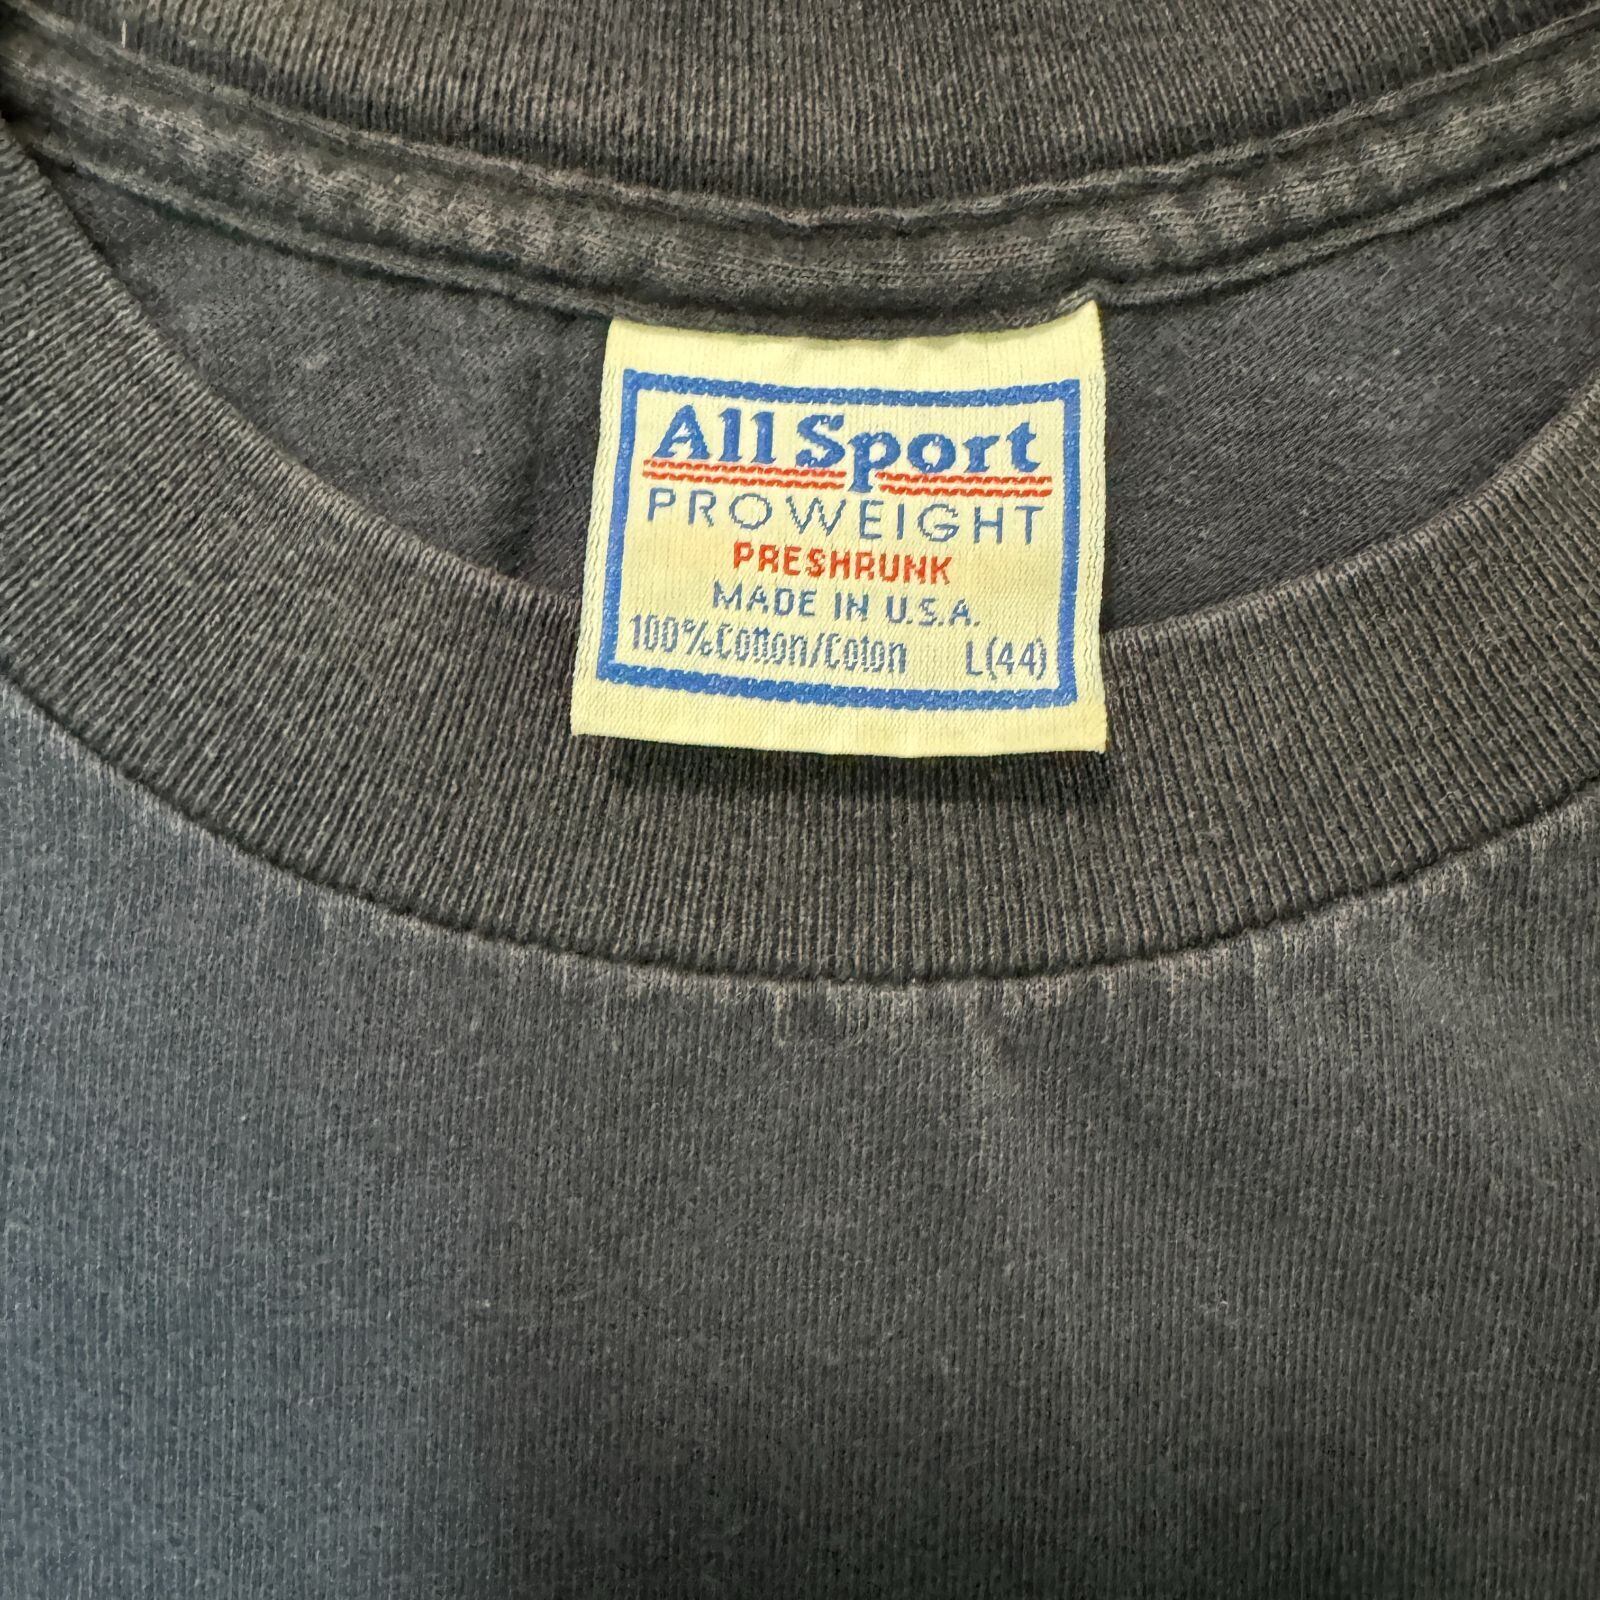 All Sport
PROWEIGHT
PRESHRUNK
MADE IN U.S.A.
100% Cotton/Coton L(44)